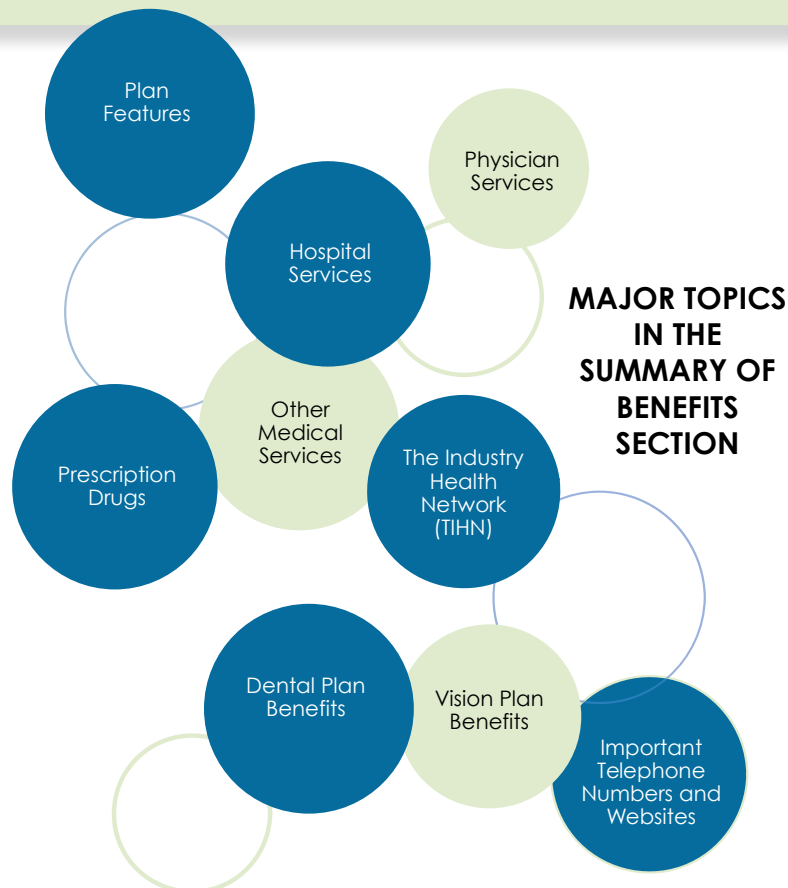 Plan
Features
Physician
Services
Hospital
Services
MAJOR TOPICS
IN THE
SUMMARY OF
BENEFITS
SECTION
Other
Medical
Services
The Industry
Health
Network
(TIHN)
Prescription
Drugs
Dental Plan
Benefits
Vision Plan
Benefits
Important
Telephone
Numbers and
Websites